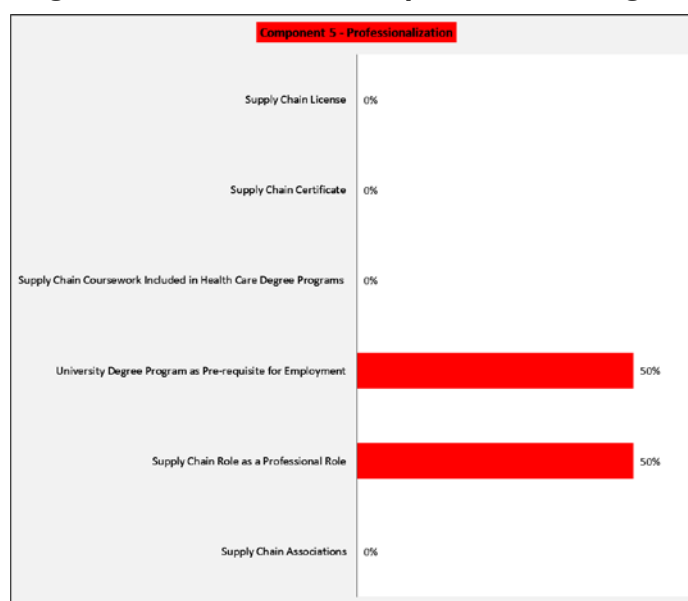 Component 5 - Professionalization
Supply Chain License 0%
Supply Chain Certificate 0%
Supply Chain Coursework Included in Health Care Degree Programs 0%
University Degree Program as Pre-requisite for Employment 50%
Supply Chain Role as a Professional Role 50%
Supply Chain Associations 0%